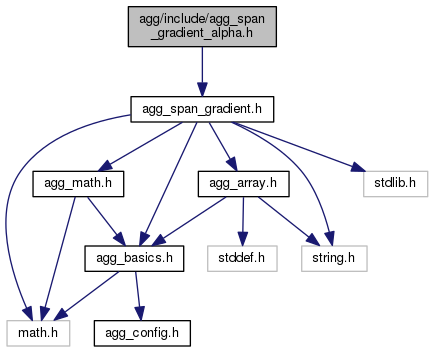 agg/include/agg_span
_gradient_alpha.h
agg_span_gradient.h
agg_math.h
agg_array.h
stdlib.h
agg_basics.h
stddef.h
string.h
math.h
agg_config.h